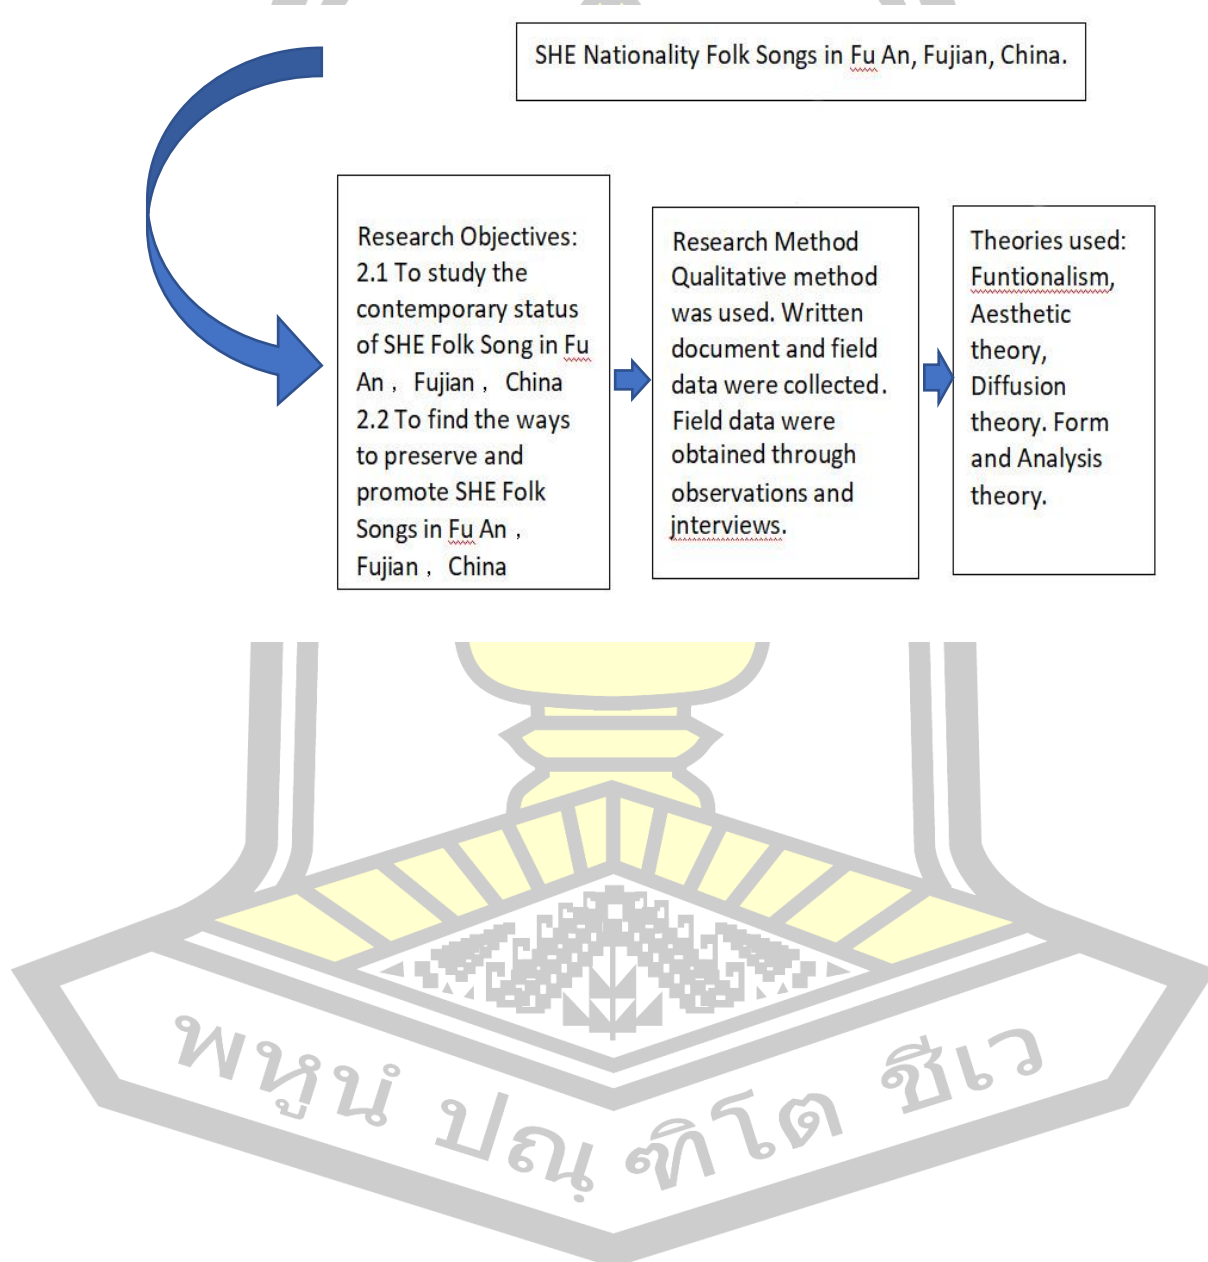 SHE Nationality Folk Songs in Fu An, Fujian, China.
Research Objectives:
2.1 To study the
contemporary status
of SHE Folk Song in Fu
An， Fujian， China
2.2 To find the ways
to preserve and
promote SHE Folk
Songs in Fu An，
Fujian， China
Research Method
Qualitative method
was used. Written
document and field
data were collected.
Field data were
obtained through
observations and
jnterviews.
Theories used:
Funtionalism,
Aesthetic
theory,
Diffusion
theory. Form
and Analysis
theory.
พหูนํ ปณฺฑิโต ชีเว